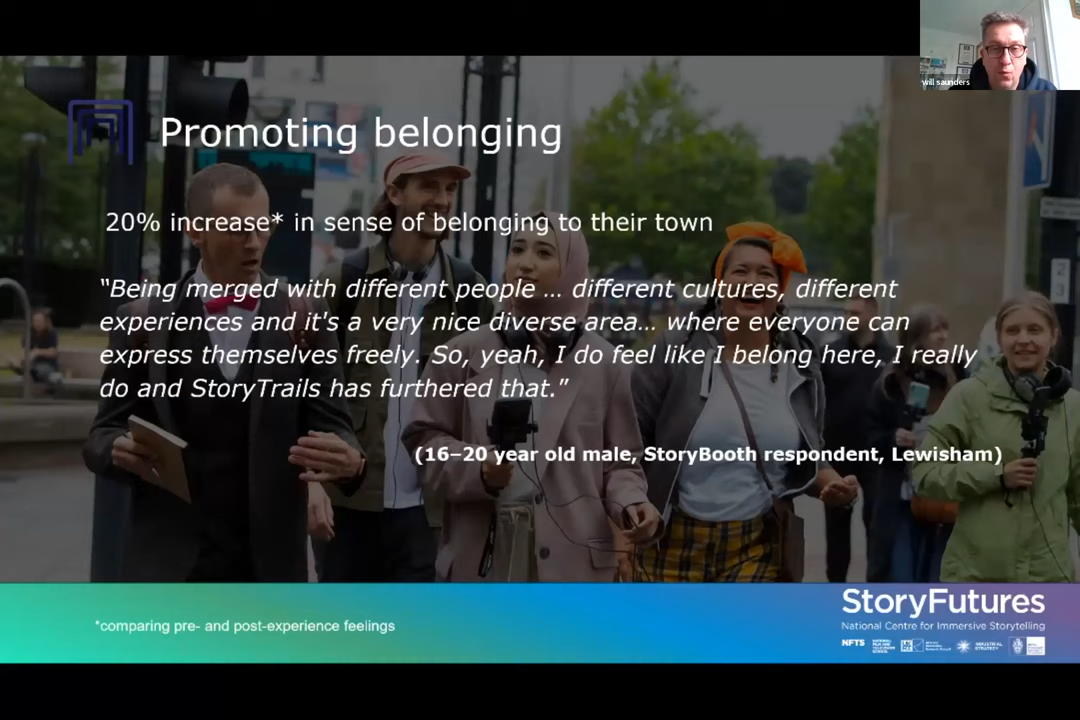 will saunders
Promoting belonging
20% increase* in sense of belonging to their town
“Being merged with different people … different cultures, different
experiences and it's a very nice diverse area… where everyone can
express themselves freely. So, yeah, I do feel like I belong here, I really
do and StoryTrails has furthered that.”
(16–20 year old male, StoryBooth respondent, Lewisham)
*comparing pre- and post-experience feelings
StoryFutures
National Centre for Immersive Storytelling
NFTS
INDUSTRIAL
STRATEGY